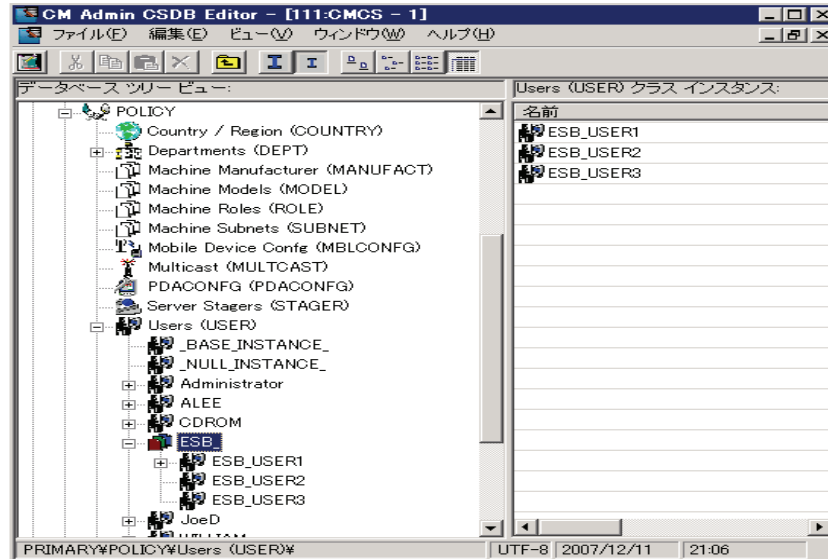 CM Admin CSDB Editor - [111:CMCS - 1]
ファイル(F) 編集(E) ビュー(V) ウィンドウ(W) ヘルプ(H)
データベース ツリー ビュー:
POLICY
Country / Region (COUNTRY)
Departments (DEPT)
Machine Manufacturer (MANUFACT)
Machine Models (MODEL)
Machine Roles (ROLE)
Machine Subnets (SUBNET)
Mobile Device Confg (MBLCONFG)
Multicast (MULTCAST)
PDACONFG (PDACONFG)
Server Stagers (STAGER)
Users (USER)
_BASE_INSTANCE_
_NULL_INSTANCE_
Administrator
ALEE
CDROM
ESB_
ESB_USER1
ESB_USER2
ESB_USER3
JoeD
Users (USER) クラス インスタンス:
名前
ESB_USER1
ESB_USER2
ESB_USER3
PRIMARY¥POLICY¥Users (USER)¥
UTF-8 2007/12/11 21:06